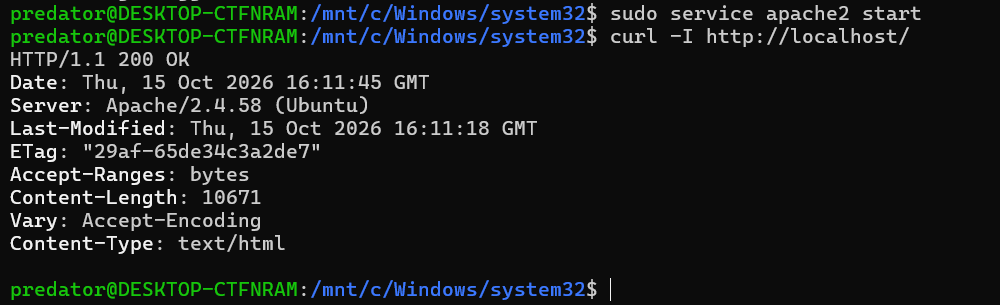 predator@DESKTOP-CTFNRAM:/mnt/c/Windows/system32$ sudo service apache2 start
predator@DESKTOP-CTFNRAM:/mnt/c/Windows/system32$ curl -I http://localhost/
HTTP/1.1 200 OK
Date: Thu, 15 Oct 2026 16:11:45 GMT
Server: Apache/2.4.58 (Ubuntu)
Last-Modified: Thu, 15 Oct 2026 16:11:18 GMT
ETag: "29af-65de34c3a2de7"
Accept-Ranges: bytes
Content-Length: 10671
Vary: Accept-Encoding
Content-Type: text/html
predator@DESKTOP-CTFNRAM:/mnt/c/Windows/system32$